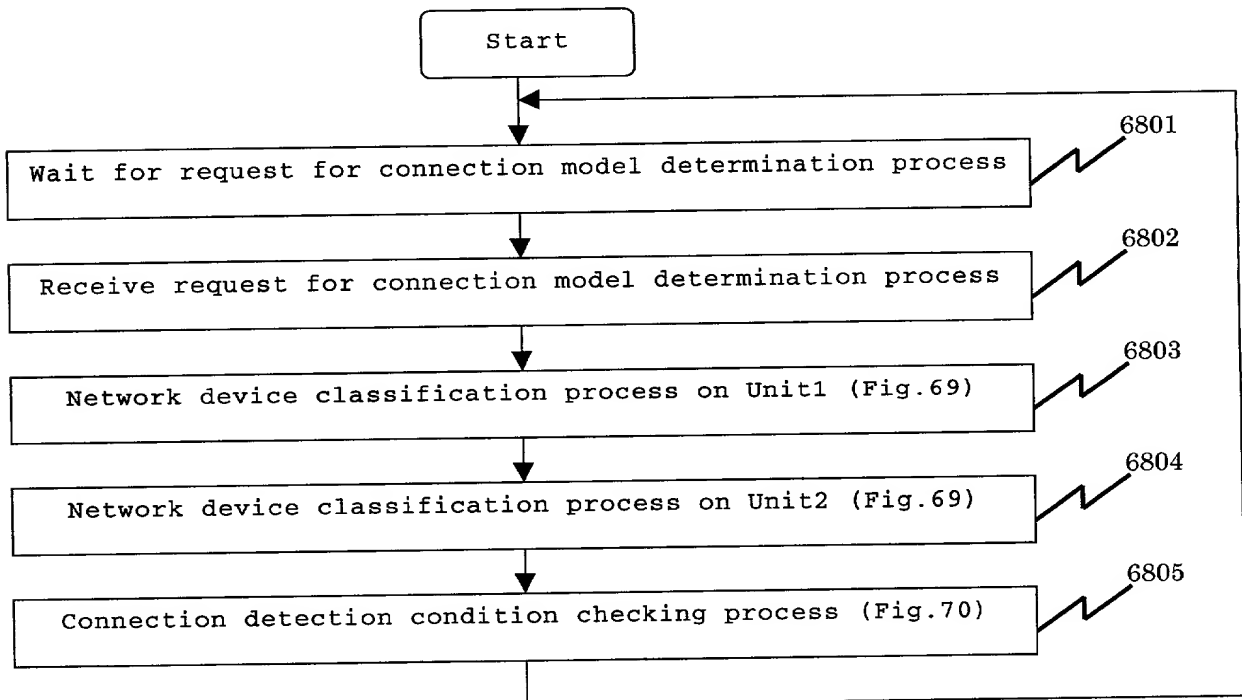 Start
6801
Wait for request for connection model determination process
6802
Receive request for connection model determination process
6803
Network device classification process on Unit1 (Fig.69)
6804
Network device classification process on Unit2 (Fig.69)
6805
Connection detection condition checking process (Fig.70)